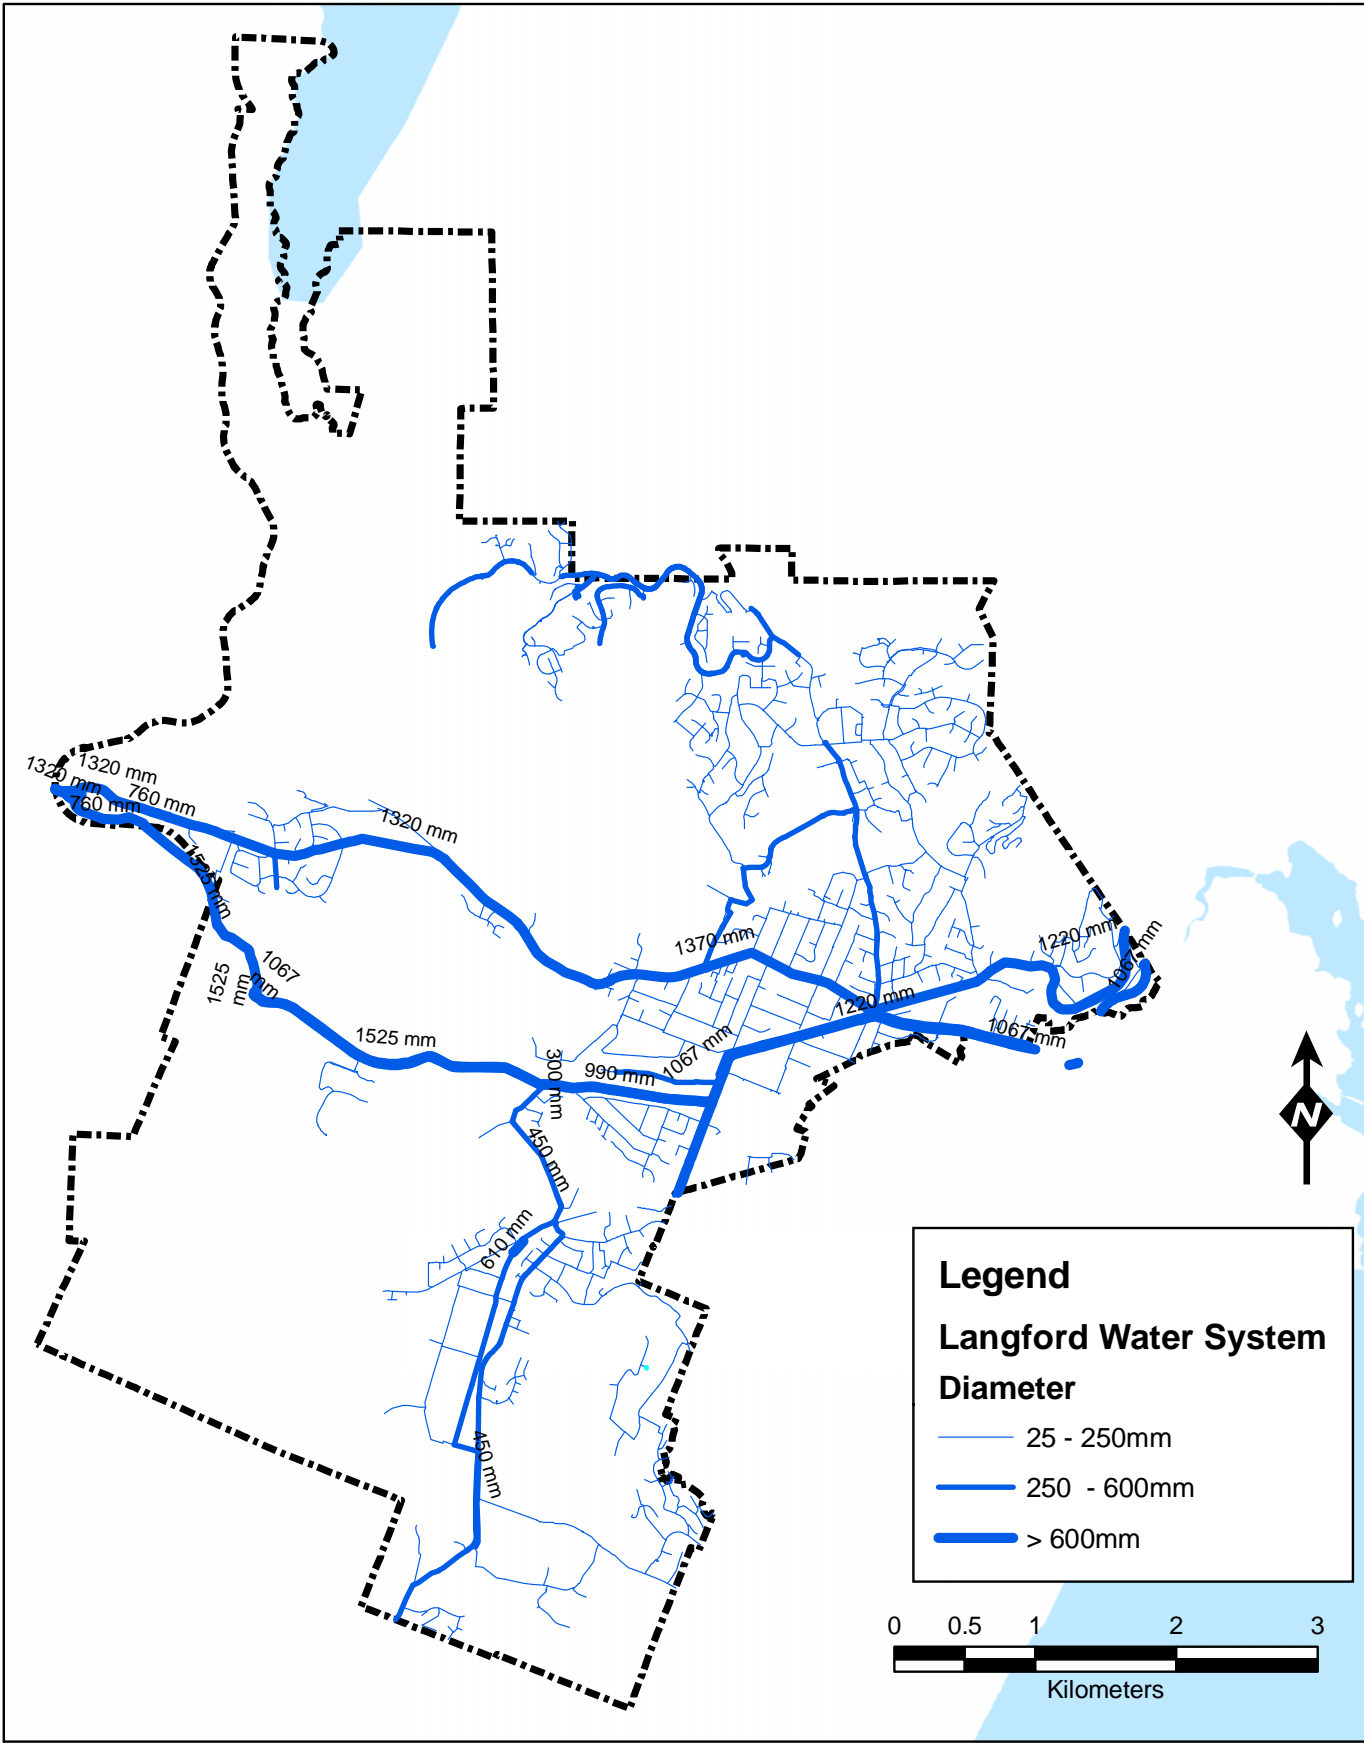 1320 mm
1320 mm
760 mm
760 mm
1320 mm
1525 mm
1370 mm
1220 mm
1067 mm
1067 mm
1525
mm
1220 mm
1525 mm
1067 mm
1067 mm
300 mm
990 mm
450 mm
610 mm
450 mm
N
Legend
Langford Water System
Diameter
25 - 250mm
250 - 600mm
> 600mm
0 0.5 1 2 3
Kilometers